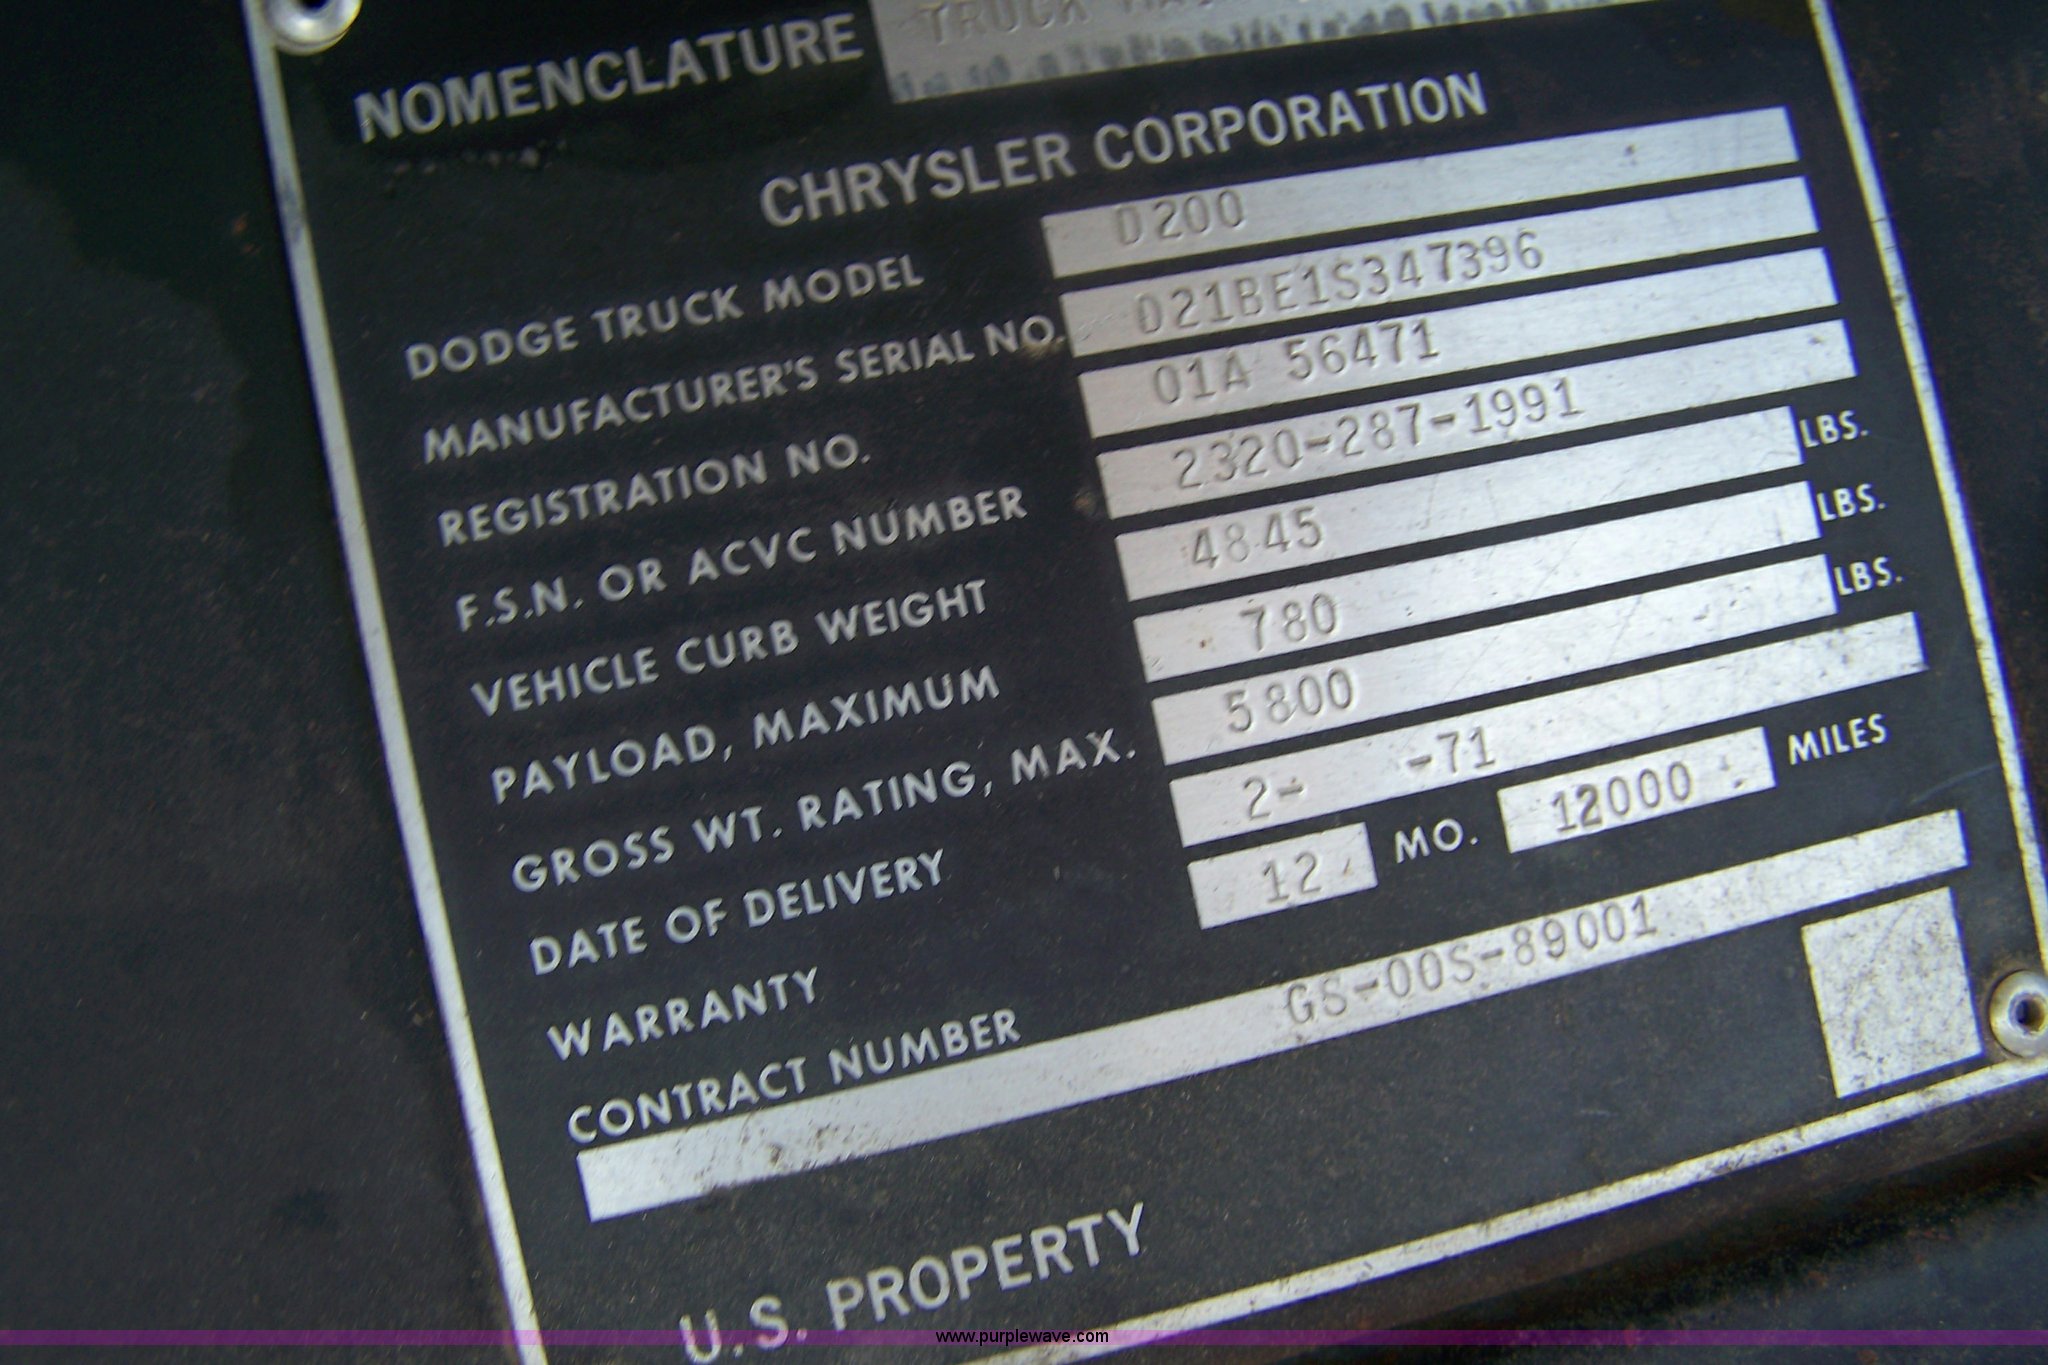 NOMENCLATURE TRUCK
CHRYSLER CORPORATION
DODGE TRUCK MODEL D200
MANUFACTURER'S SERIAL NO. D21BE1S347396
REGISTRATION NO. 01A 56471
F.S.N. OR ACVC NUMBER 2320-287-1991
VEHICLE CURB WEIGHT 4845 LBS.
PAYLOAD, MAXIMUM 780 LBS.
GROSS WT. RATING, MAX. 5800 LBS.
DATE OF DELIVERY 2- -71
WARRANTY 12 MO. 12000 MILES
CONTRACT NUMBER GS-00S-89001
U.S. PROPERTY
www.purplewave.com